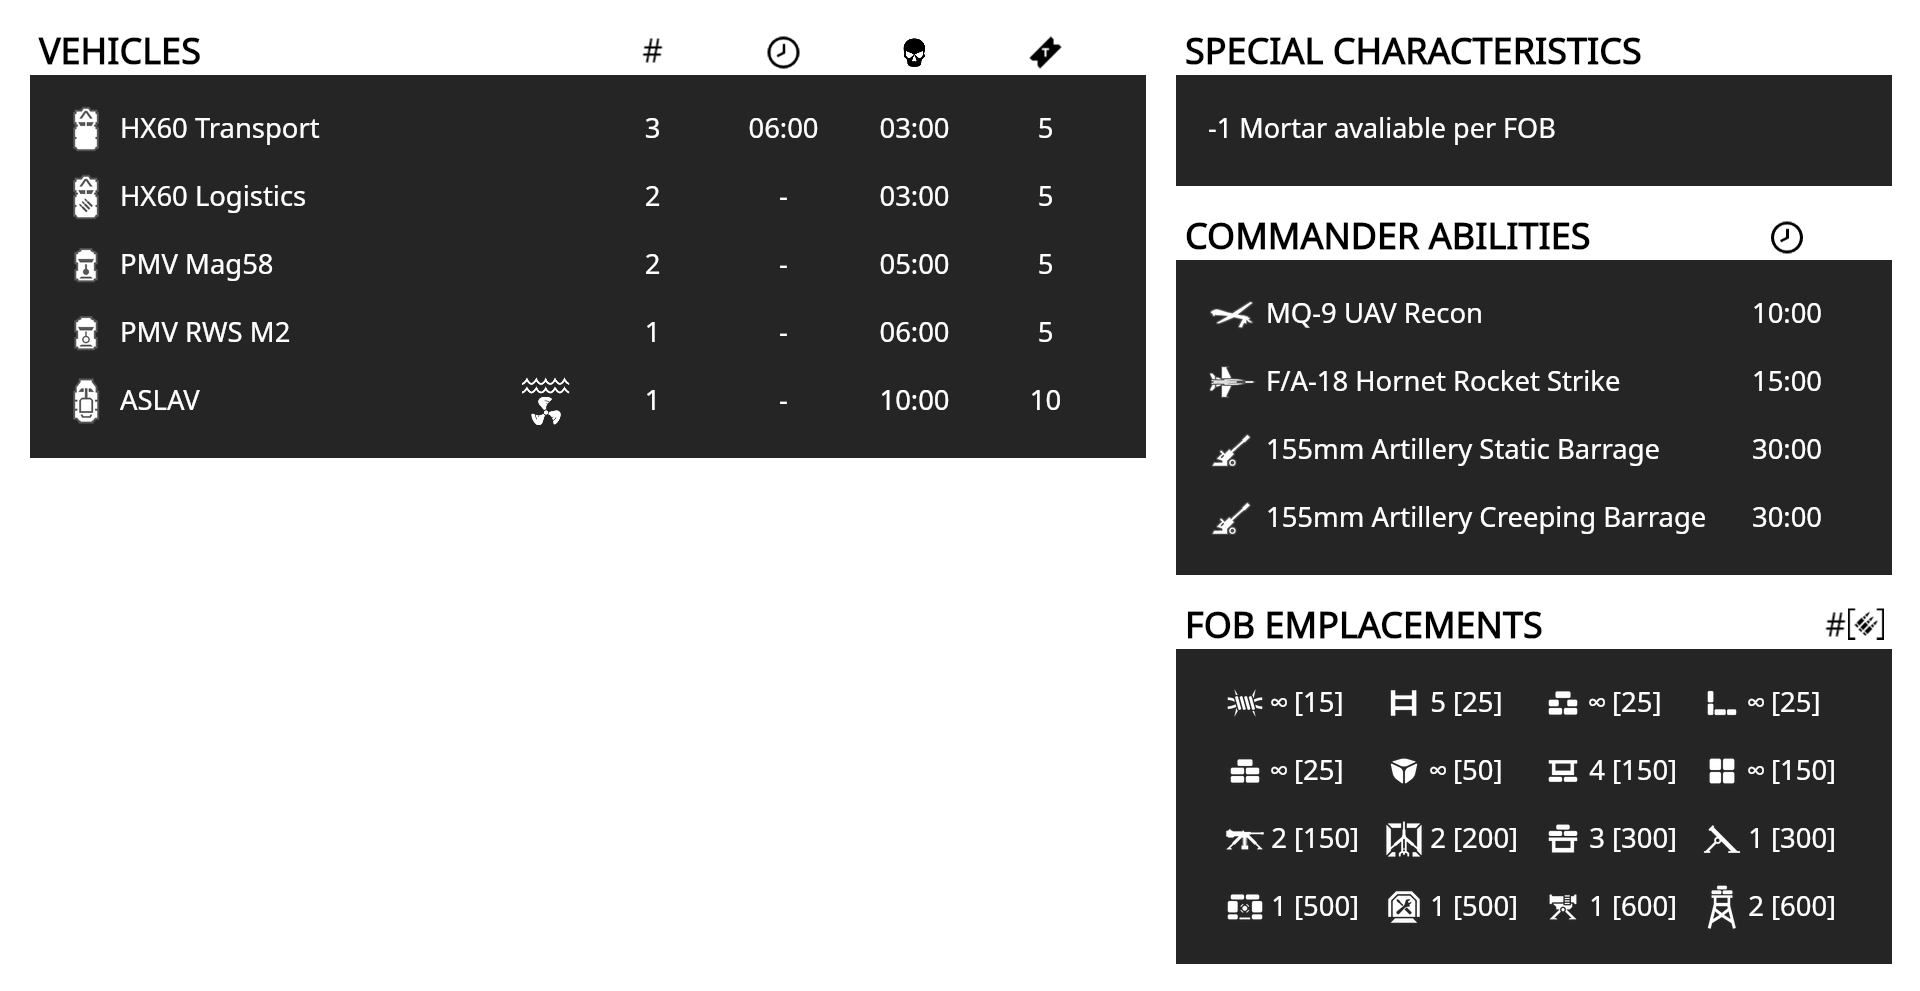 VEHICLES #
HX60 Transport 3 06:00 03:00 5
HX60 Logistics 2 - 03:00 5
PMV Mag58 2 - 05:00 5
PMV RWS M2 1 - 06:00 5
ASLAV 1 - 10:00 10
SPECIAL CHARACTERISTICS
-1 Mortar avaliable per FOB
COMMANDER ABILITIES
MQ-9 UAV Recon 10:00
F/A-18 Hornet Rocket Strike 15:00
155mm Artillery Static Barrage 30:00
155mm Artillery Creeping Barrage 30:00
FOB EMPLACEMENTS #[]
∞ [15] 5 [25] ∞ [25] ∞ [25]
∞ [25] ∞ [50] 4 [150] ∞ [150]
2 [150] 2 [200] 3 [300] 1 [300]
1 [500] 1 [500] 1 [600] 2 [600]